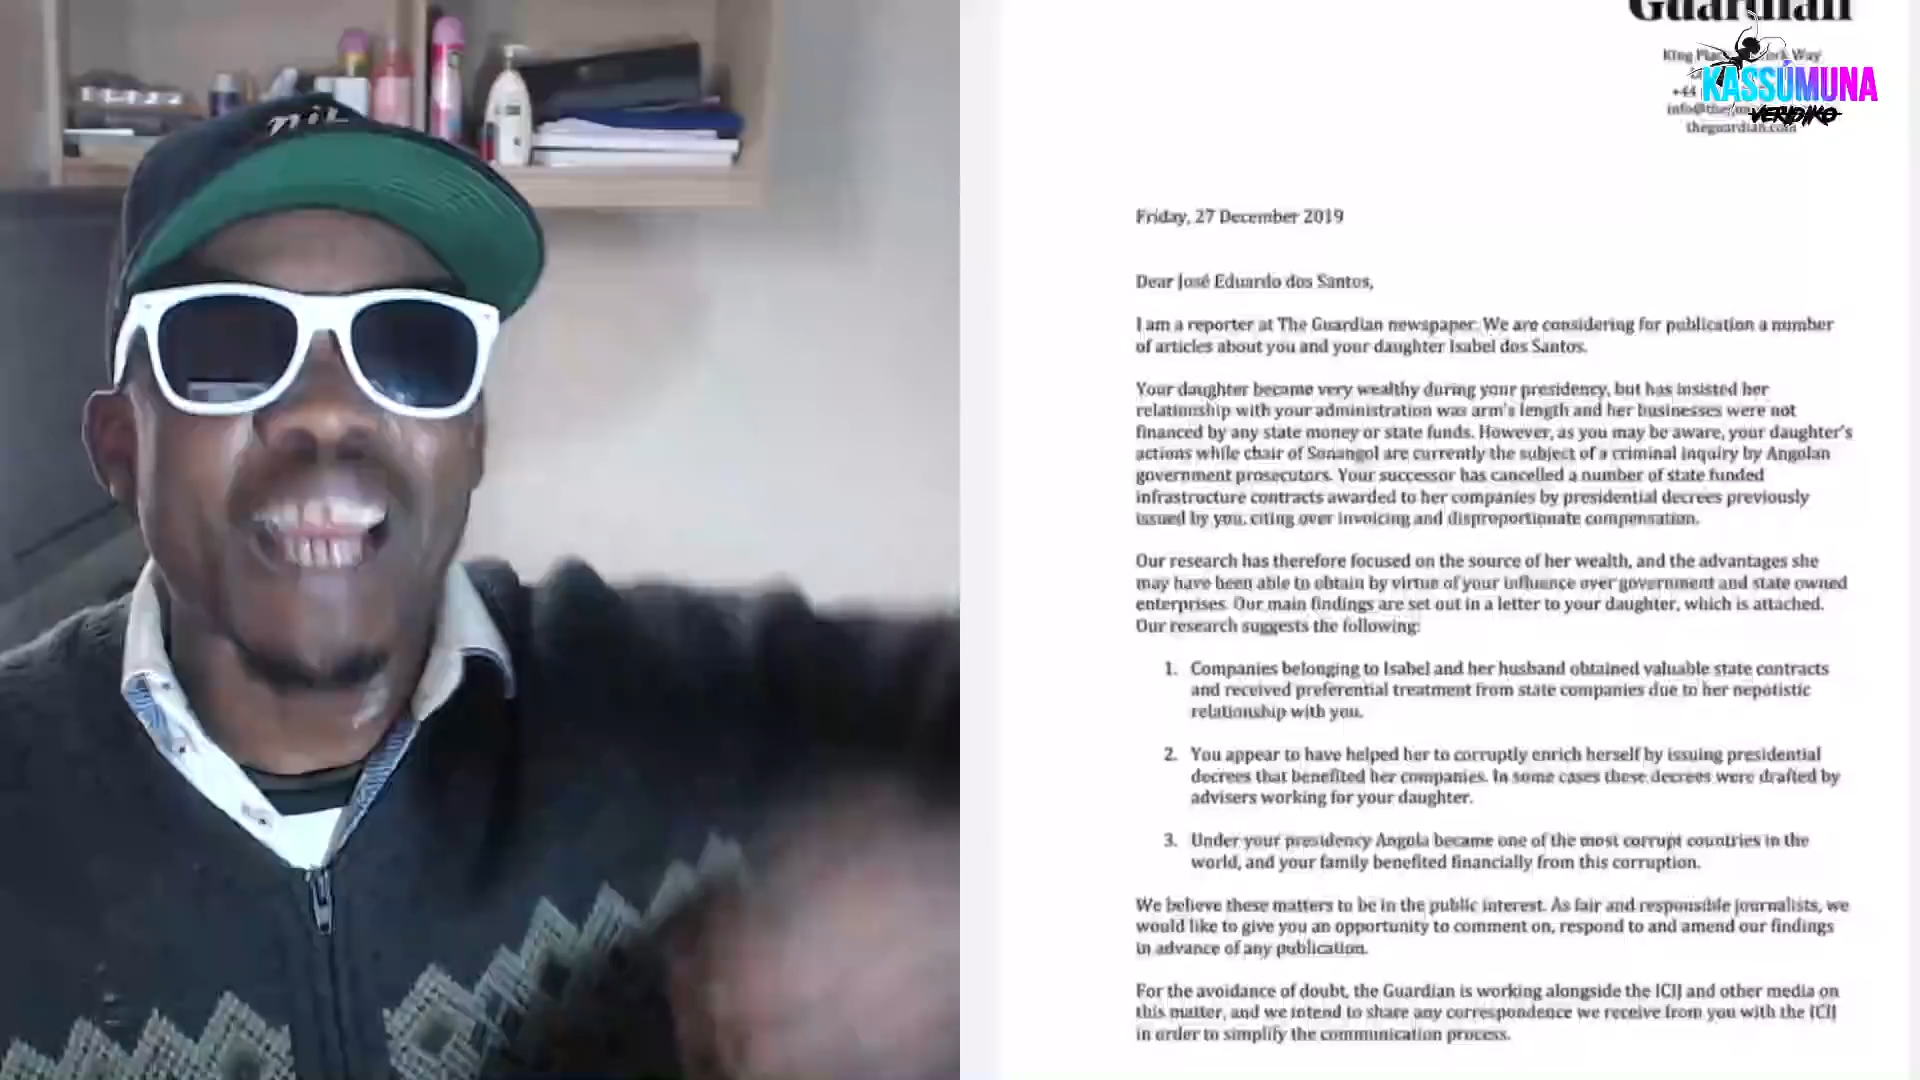 Guardian
KASSÚMUNA
VERIDIKO
theguardian.com
Friday, 27 December 2019
Dear José Eduardo dos Santos,
I am a reporter at The Guardian newspaper. We are considering for publication a number
of articles about you and your daughter Isabel dos Santos.
Your daughter became very wealthy during your presidency, but has insisted her
relationship with your administration was arm's length and her businesses were not
financed by any state money or state funds. However, as you may be aware, your daughter's
actions while chair of Sonangol are currently the subject of a criminal inquiry by Angolan
government prosecutors. Your successor has cancelled a number of state funded
infrastructure contracts awarded to her companies by presidential decrees previously
issued by you, citing over invoicing and disproportionate compensation.
Our research has therefore focused on the source of her wealth, and the advantages she
may have been able to obtain by virtue of your influence over government and state owned
enterprises. Our main findings are set out in a letter to your daughter, which is attached.
Our research suggests the following:
1. Companies belonging to Isabel and her husband obtained valuable state contracts
and received preferential treatment from state companies due to her nepotistic
relationship with you.
2. You appear to have helped her to corruptly enrich herself by issuing presidential
decrees that benefited her companies. In some cases these decrees were drafted by
advisers working for your daughter.
3. Under your presidency Angola became one of the most corrupt countries in the
world, and your family benefited financially from this corruption.
We believe these matters to be in the public interest. As fair and responsible journalists, we
would like to give you an opportunity to comment on, respond to and amend our findings
in advance of any publication.
For the avoidance of doubt, the Guardian is working alongside the ICIJ and other media on
this matter, and we intend to share any correspondence we receive from you with the ICIJ
in order to simplify the communication process.